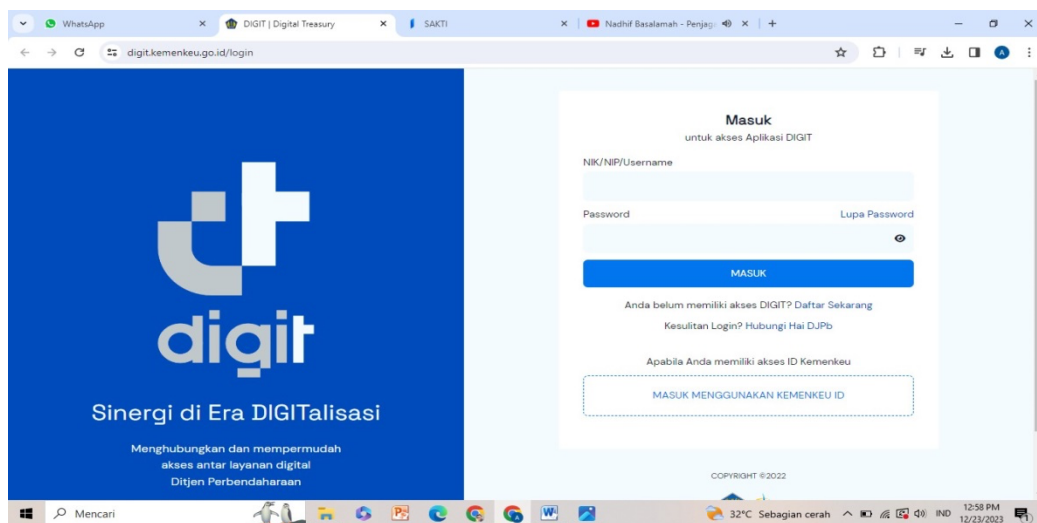 WhatsApp
DIGIT | Digital Treasury
SAKTI
Nadhif Basalamah - Penjag
digit.kemenkeu.go.id/login
A
digit
Sinergi di Era DIGITalisasi
Menghubungkan dan mempermudah
akses antar layanan digital
Ditjen Perbendaharaan
Masuk
untuk akses Aplikasi DIGIT
NIK/NIP/Username
Password
Lupa Password
MASUK
Anda belum memiliki akses DIGIT? Daftar Sekarang
Kesulitan Login? Hubungi Hai DJPb
Apabila Anda memiliki akses ID Kemenkeu
MASUK MENGGUNAKAN KEMENKEU ID
COPYRIGHT ©2022
Mencari
32°C Sebagian cerah
IND
12:58 PM
12/23/2023